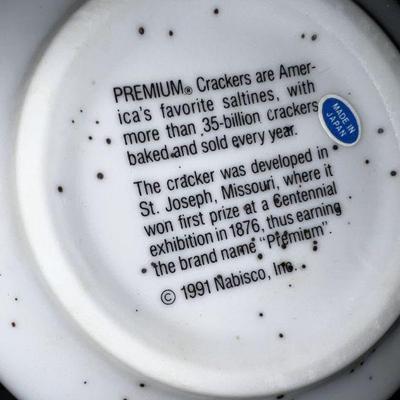 PREMIUM® Crackers are Amer-
ica's favorite saltines, with
more than 35-billion crackers
baked and sold every year.
The cracker was developed in
St. Joseph, Missouri, where it
won first prize at a Centennial
exhibition in 1876, thus earning
the brand name "Premium".
© 1991 Nabisco, Inc.
MADE IN
JAPAN